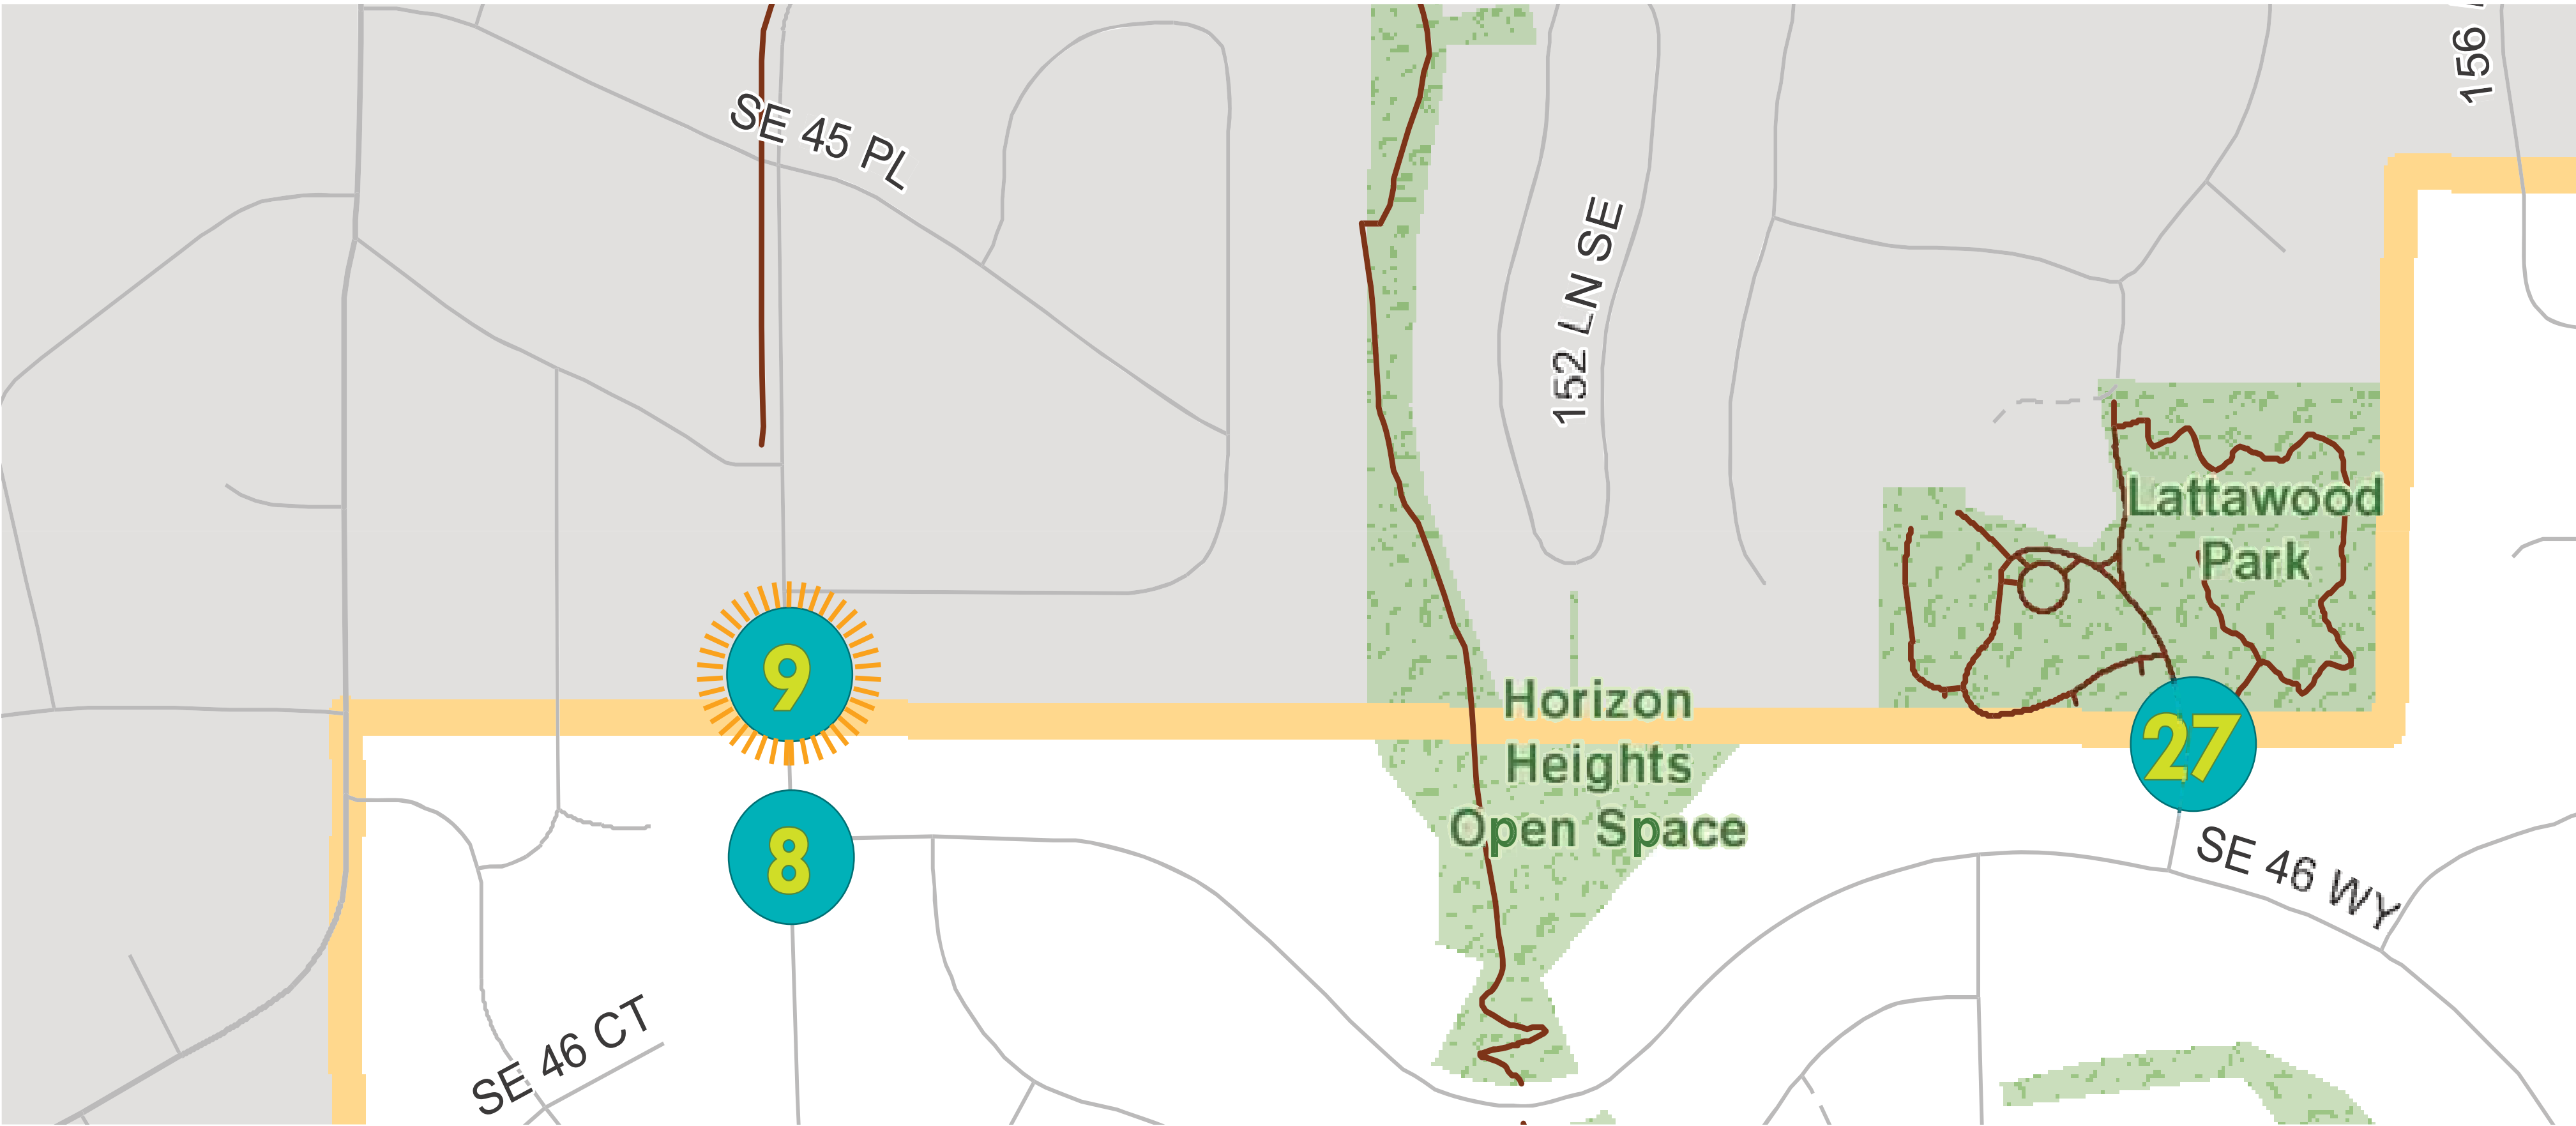 156
SE 45 PL
152 LN SE
Lattawood
Park
9
Horizon
Heights
Open Space
27
8
SE 46 WY
SE 46 CT